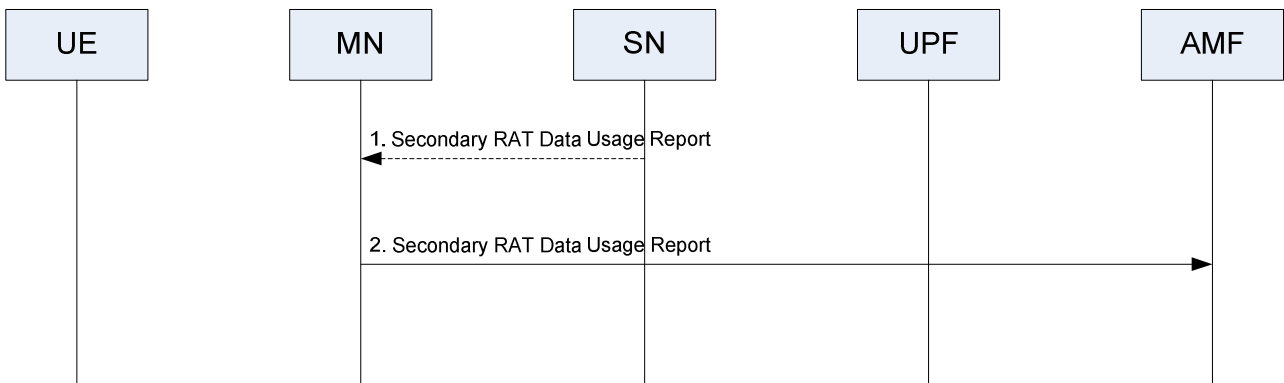 UE
MN
SN
UPF
AMF
1. Secondary RAT Data Usage Report
2. Secondary RAT Data Usage Report